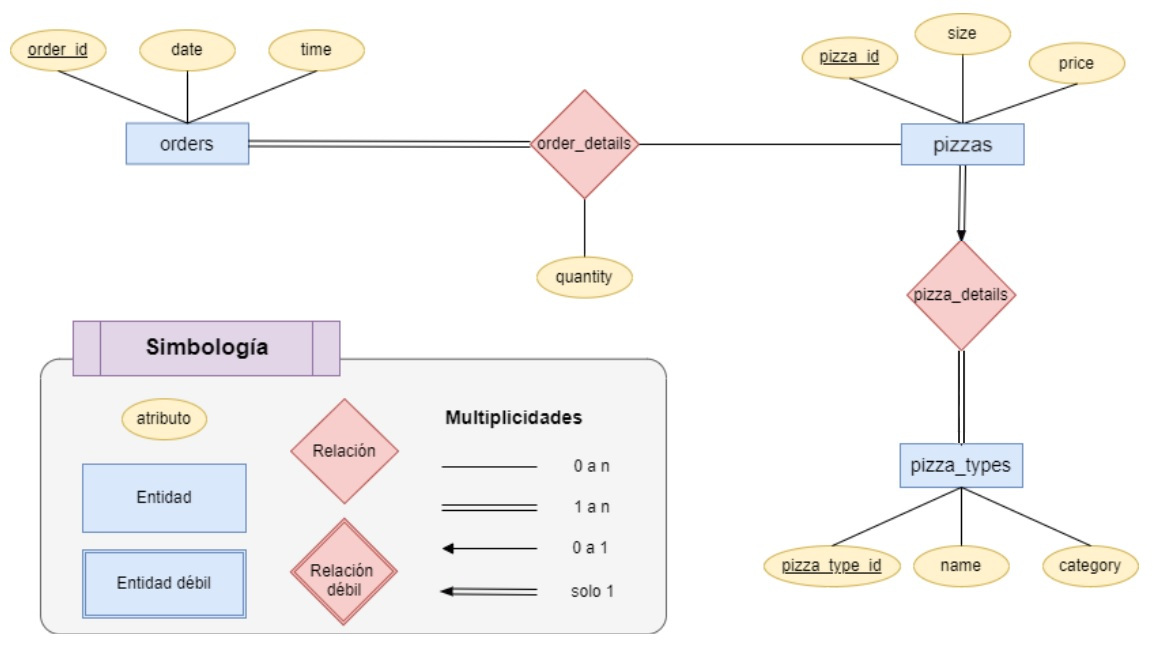 order_id
date
time
pizza_id
size
price
orders
order_details
pizzas
quantity
pizza_details
pizza_types
pizza_type_id
name
category
Simbología
atributo
Entidad
Entidad débil
Relación
Relación
débil
Multiplicidades
0 a n
1 a n
0 a 1
solo 1